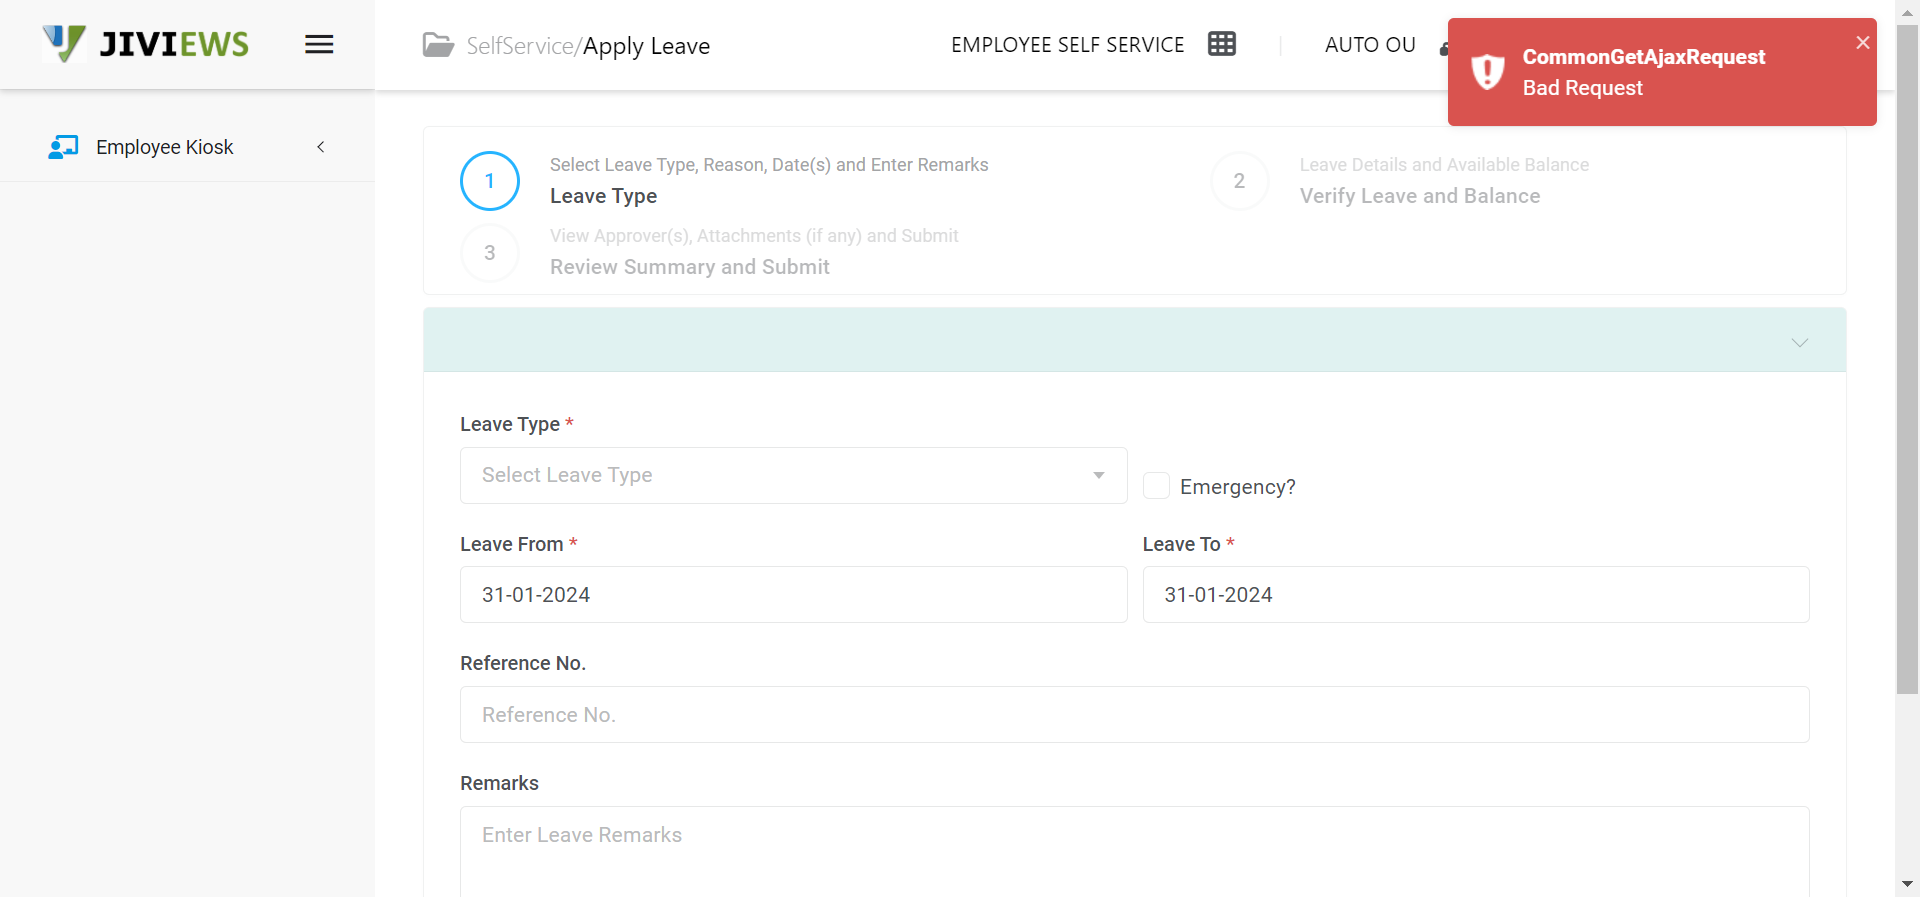 JIVIEWS
SelfService/Apply Leave
EMPLOYEE SELF SERVICE
AUTO OU
CommonGetAjaxRequest
Bad Request
Employee Kiosk
1
Select Leave Type, Reason, Date(s) and Enter Remarks
Leave Type
2
Leave Details and Available Balance
Verify Leave and Balance
3
View Approver(s), Attachments (if any) and Submit
Review Summary and Submit
Leave Type *
Select Leave Type
Emergency?
Leave From *
Leave To *
31-01-2024
31-01-2024
Reference No.
Reference No.
Remarks
Enter Leave Remarks